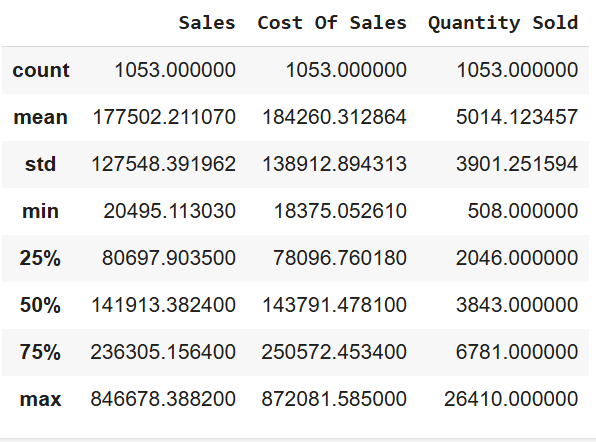 Sales Cost Of Sales Quantity Sold
count 1053.000000 1053.000000 1053.000000
mean 177502.211070 184260.312864 5014.123457
std 127548.391962 138912.894313 3901.251594
min 20495.113030 18375.052610 508.000000
25% 80697.903500 78096.760180 2046.000000
50% 141913.382400 143791.478100 3843.000000
75% 236305.156400 250572.453400 6781.000000
max 846678.388200 872081.585000 26410.000000